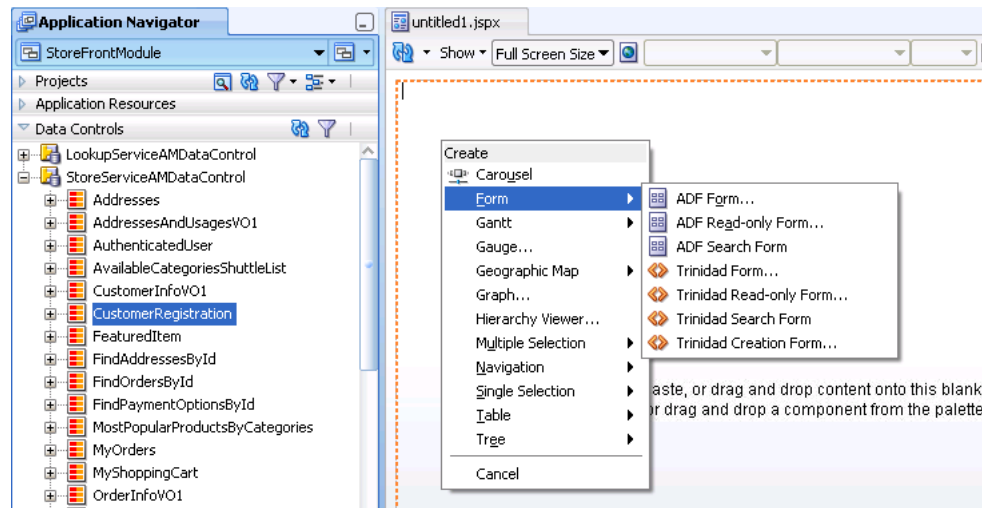 Application Navigator
StoreFrontModule
Projects
Application Resources
Data Controls
LookupServiceAMDataControl
StoreServiceAMDataControl
Addresses
AddressesAndUsagesVO1
AuthenticatedUser
AvailableCategoriesShuttleList
CustomerInfoVO1
CustomerRegistration
FeaturedItem
FindAddressesById
FindOrdersById
FindPaymentOptionsById
MostPopularProductsByCategories
MyOrders
MyShoppingCart
OrderInfoVO1
untitled1.jspx
Show Full Screen Size
Create
Carousel
Form
Gantt
Gauge...
Geographic Map
Graph...
Hierarchy Viewer...
Multiple Selection
Navigation
Single Selection
Table
Tree
Cancel
ADF Form...
ADF Read-only Form...
ADF Search Form
Trinidad Form...
Trinidad Read-only Form...
Trinidad Search Form
Trinidad Creation Form...
aste, or drag and drop content onto this blank
or drag and drop a component from the palette